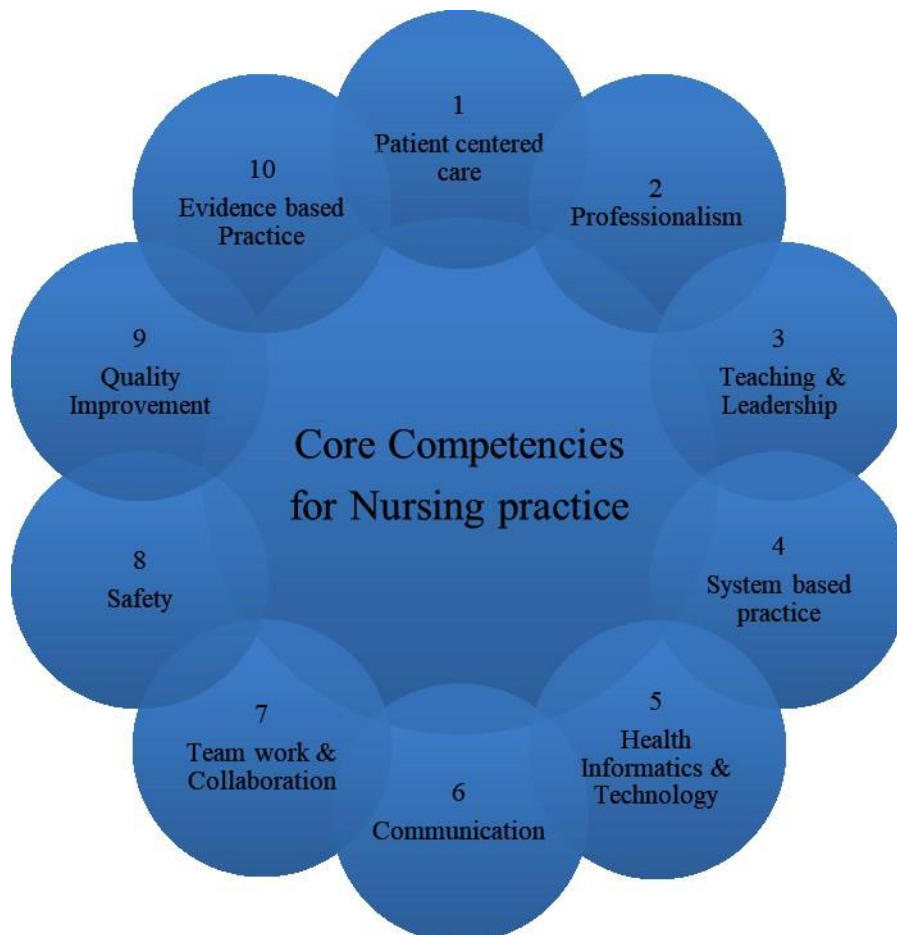 Core Competencies
for Nursing practice
1
Patient centered
care
2
Professionalism
3
Teaching &
Leadership
4
System based
practice
5
Health
Informatics &
Technology
6
Communication
7
Team work &
Collaboration
8
Safety
9
Quality
Improvement
10
Evidence based
Practice